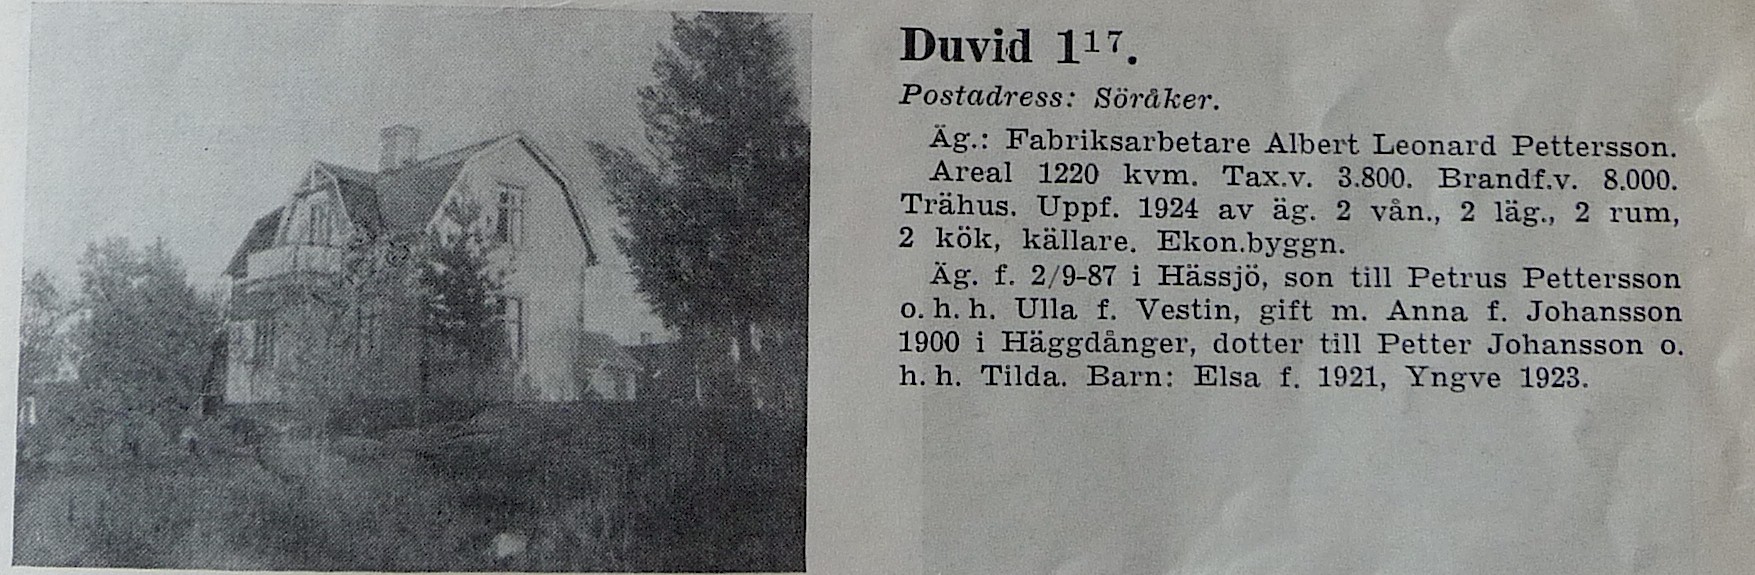 Duvid 1¹⁷.
Postadress: Söråker.
Äg.: Fabriksarbetare Albert Leonard Pettersson.
Areal 1220 kvm. Tax.v. 3.800. Brandf.v. 8.000.
Trähus. Uppf. 1924 av äg. 2 vån., 2 läg., 2 rum,
2 kök, källare. Ekon.byggn.
Äg. f. 2/9-87 i Hässjö, son till Petrus Pettersson
o. h. h. Ulla f. Vestin, gift m. Anna f. Johansson
1900 i Häggdånger, dotter till Petter Johansson o.
h. h. Tilda. Barn: Elsa f. 1921, Yngve 1923.